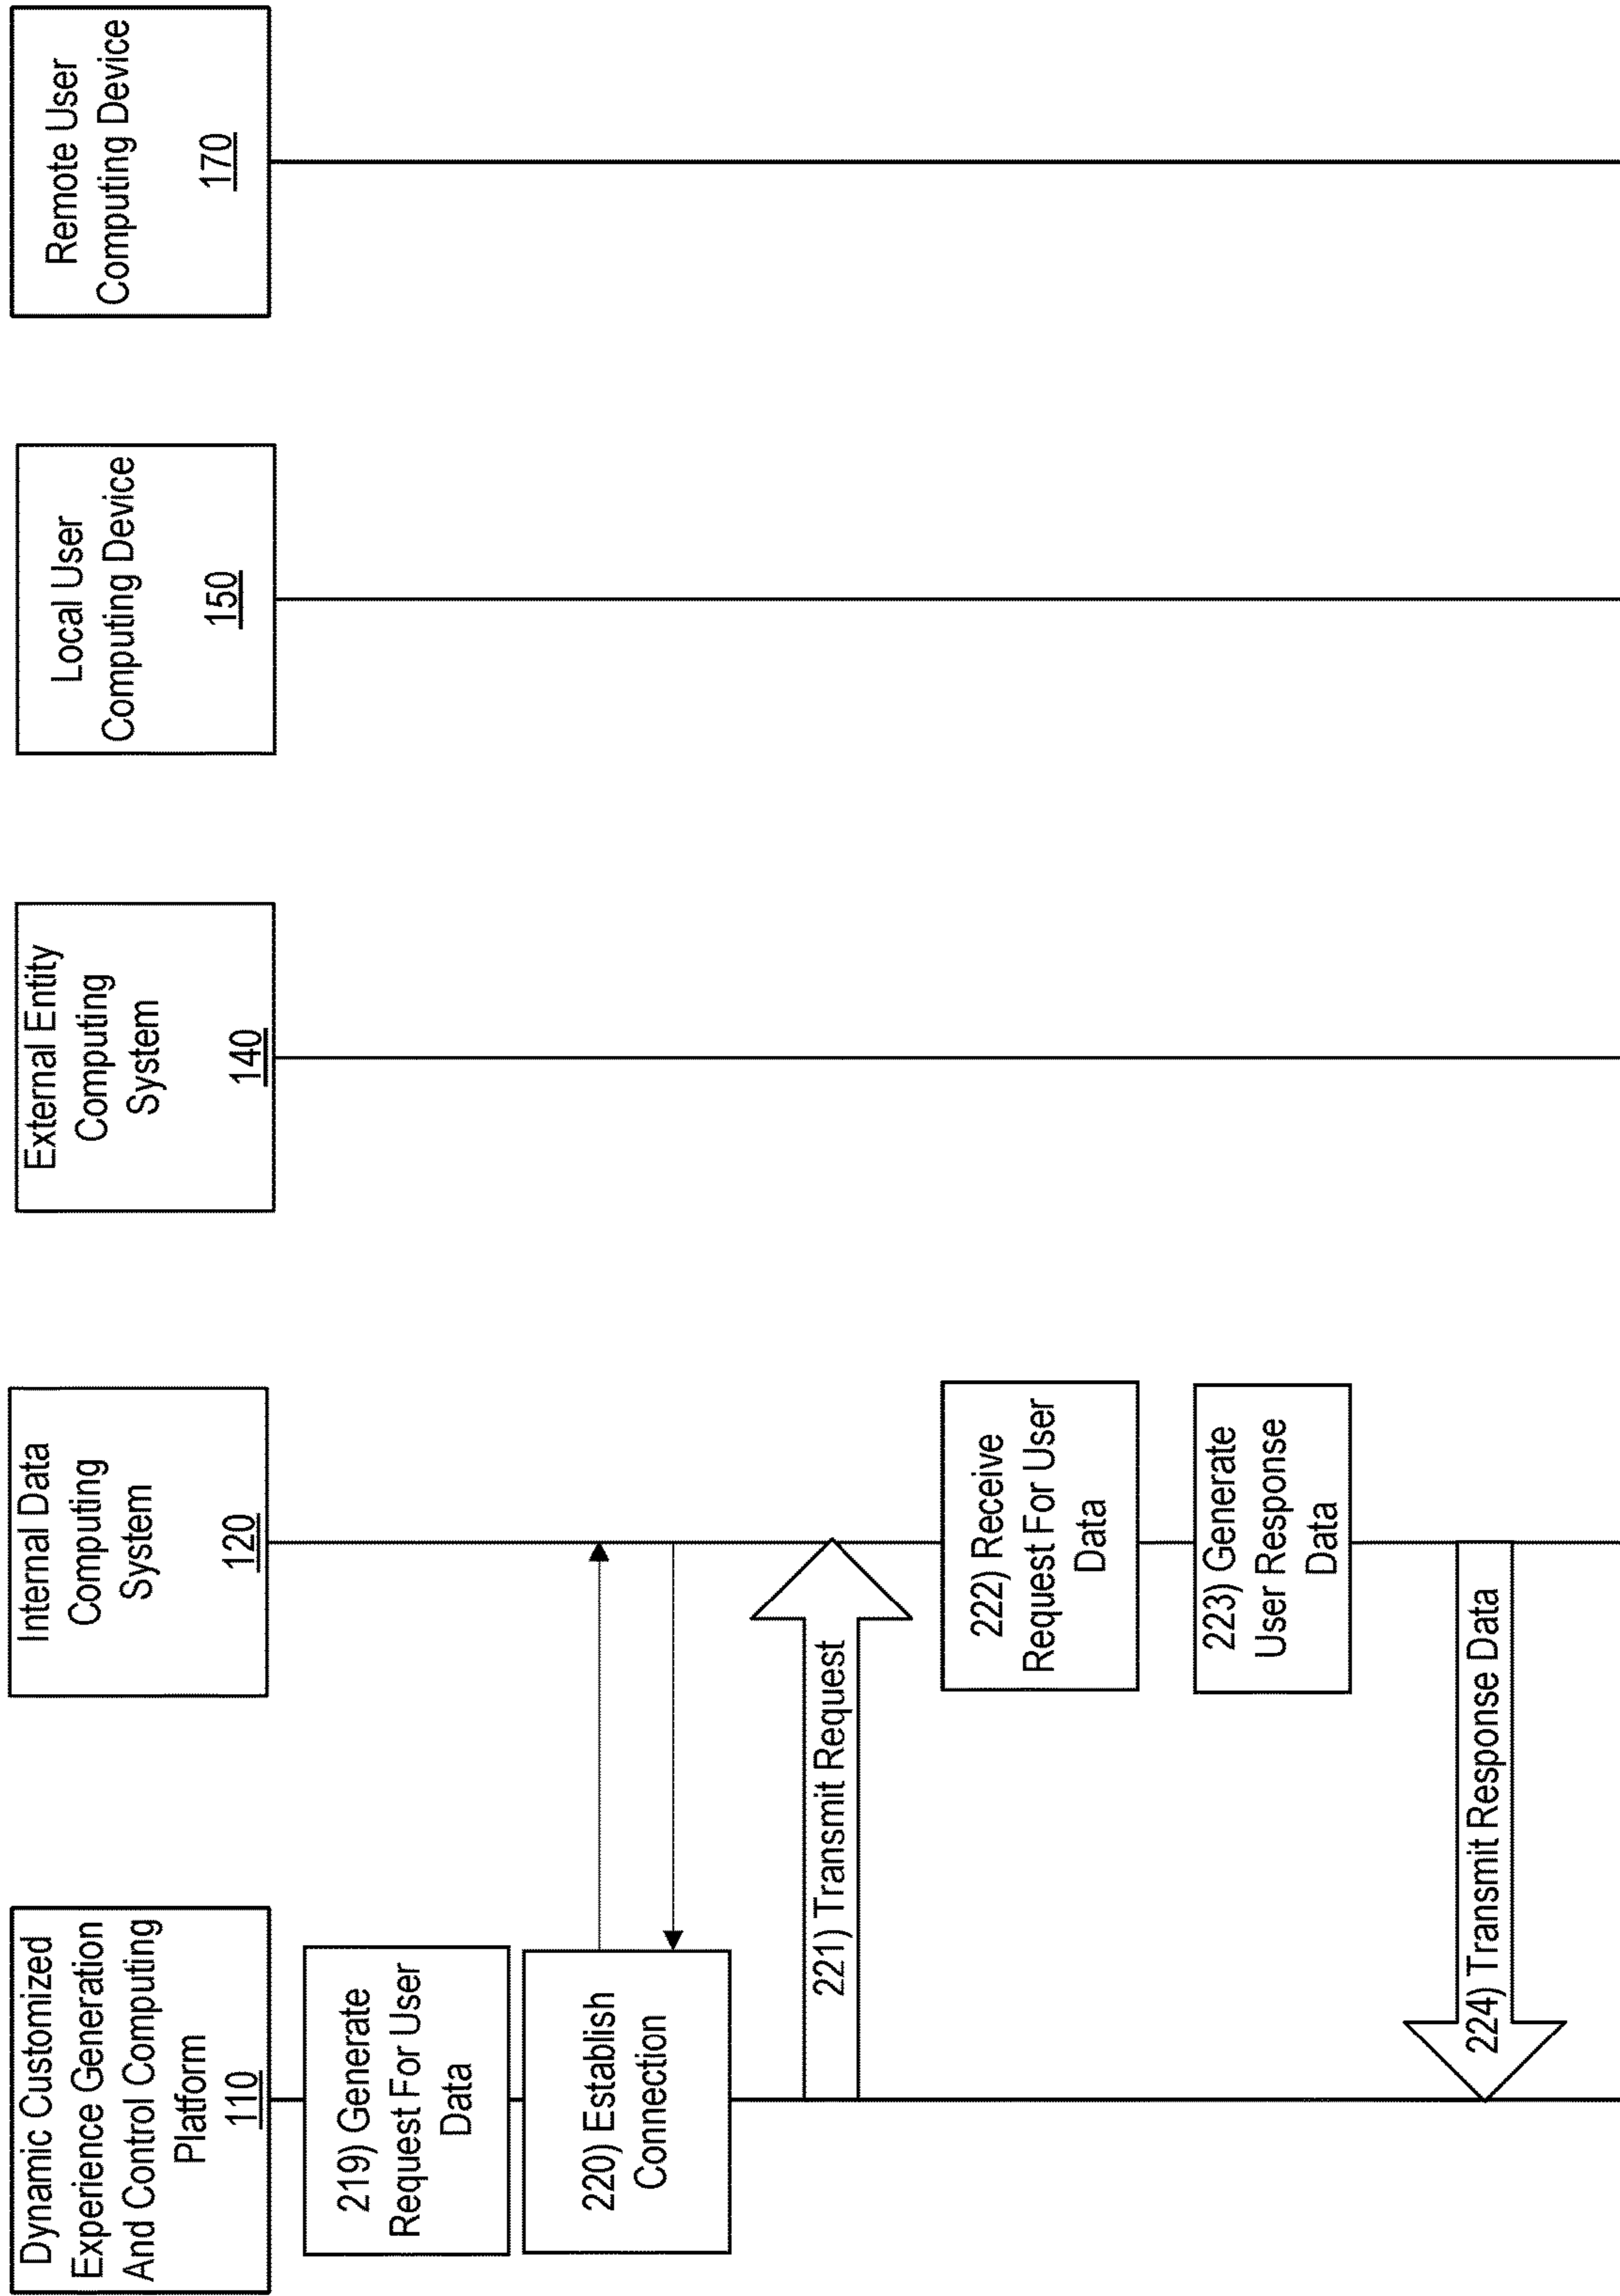 Dynamic Customized
Experience Generation
And Control Computing
Platform
110
Internal Data
Computing
System
120
External Entity
Computing
System
140
Local User
Computing Device
150
Remote User
Computing Device
170
219) Generate
Request For User
Data
220) Establish
Connection
221) Transmit Request
222) Receive
Request For User
Data
223) Generate
User Response
Data
224) Transmit Response Data